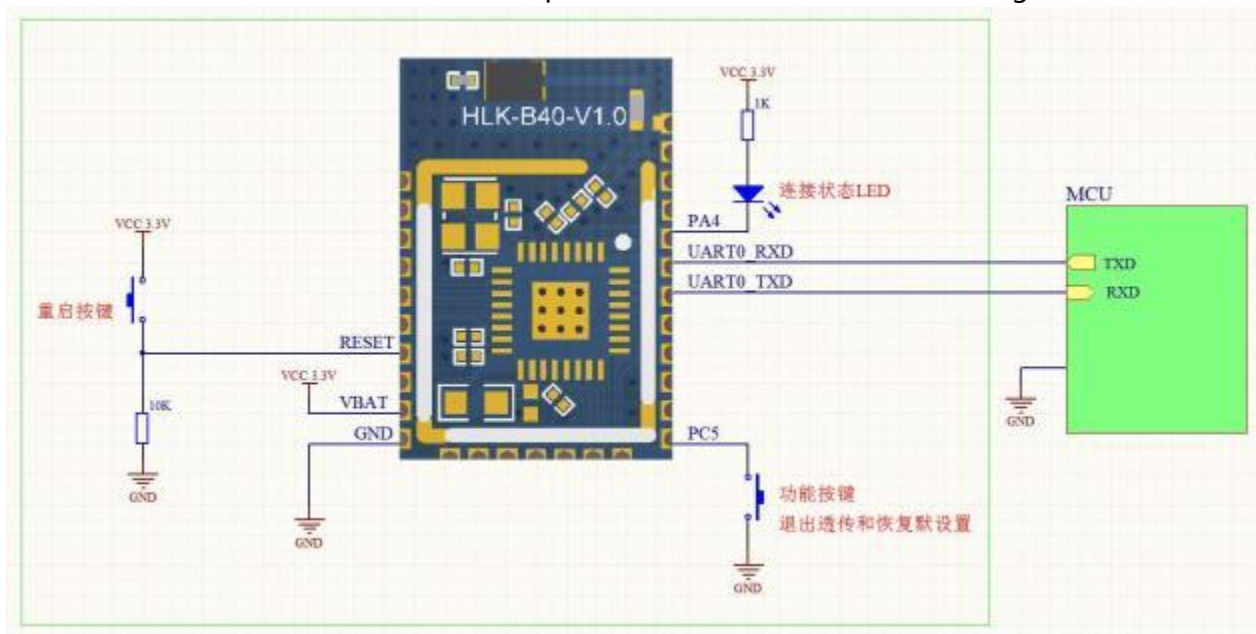 VCC 3.3V
1K
HLK-B40-V1.0
连接状态LED
MCU
PA4
VCC 3.3V
UART0_RXD
TXD
UART0_TXD
RXD
重启按键
RESET
VCC 3.3V
VBAT
10K
GND
PC5
GND
GND
GND
功能按键
退出透传和恢复默设置
GND